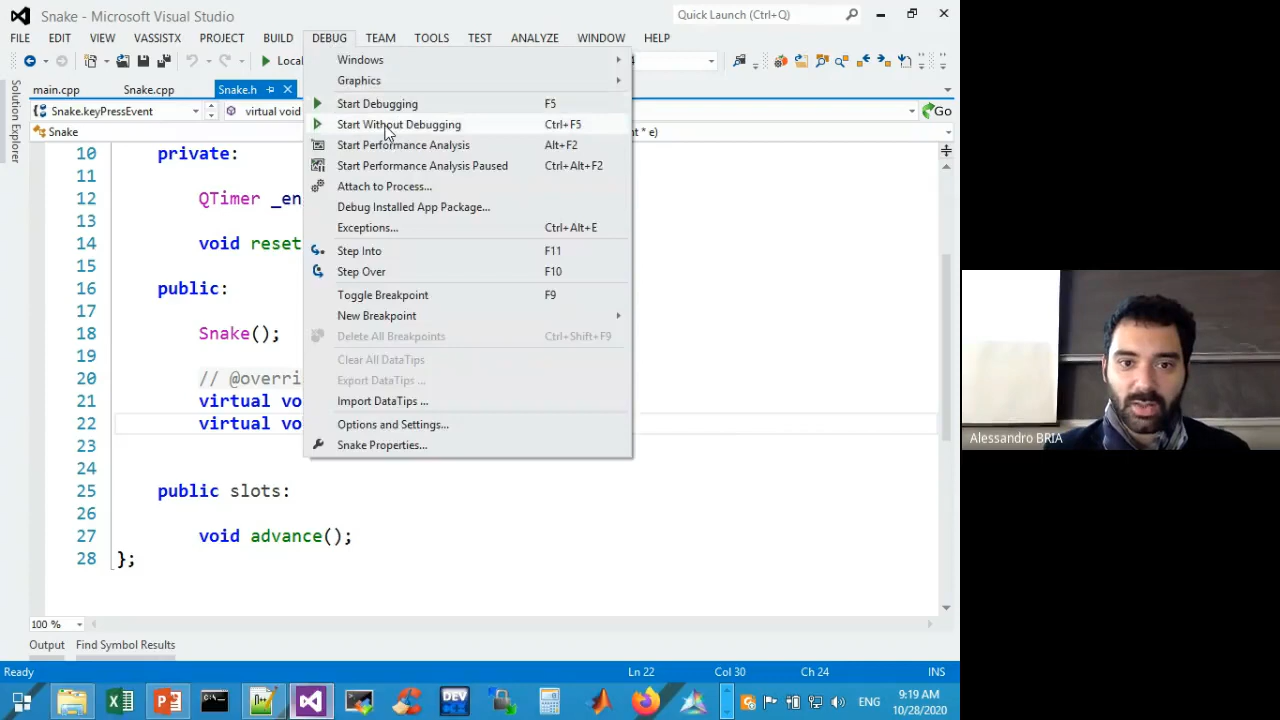 Snake - Microsoft Visual Studio
Quick Launch (Ctrl+Q)
FILE EDIT VIEW VASSISTX PROJECT BUILD DEBUG TEAM TOOLS TEST ANALYZE WINDOW HELP
Local
main.cpp Snake.cpp Snake.h
Snake.keyPressEvent virtual void Go
Snake nt * e)
Solution Explorer
Windows
Graphics
Start Debugging F5
Start Without Debugging Ctrl+F5
Start Performance Analysis Alt+F2
Start Performance Analysis Paused Ctrl+Alt+F2
Attach to Process...
Debug Installed App Package...
Exceptions... Ctrl+Alt+E
Step Into F11
Step Over F10
Toggle Breakpoint F9
New Breakpoint
Delete All Breakpoints Ctrl+Shift+F9
Clear All DataTips
Export DataTips ...
Import DataTips ...
Options and Settings...
Snake Properties...
10 private:
11
12 QTimer _en
13
14 void reset
15
16 public:
17
18 Snake();
19
20 // @overri
21 virtual vo
22 virtual vo
23
24
25 public slots:
26
27 void advance();
28 };
100 %
Output Find Symbol Results
Ready Ln 22 Col 30 Ch 24 INS
DEV C++
ENG
9:19 AM
10/28/2020
Alessandro BRIA